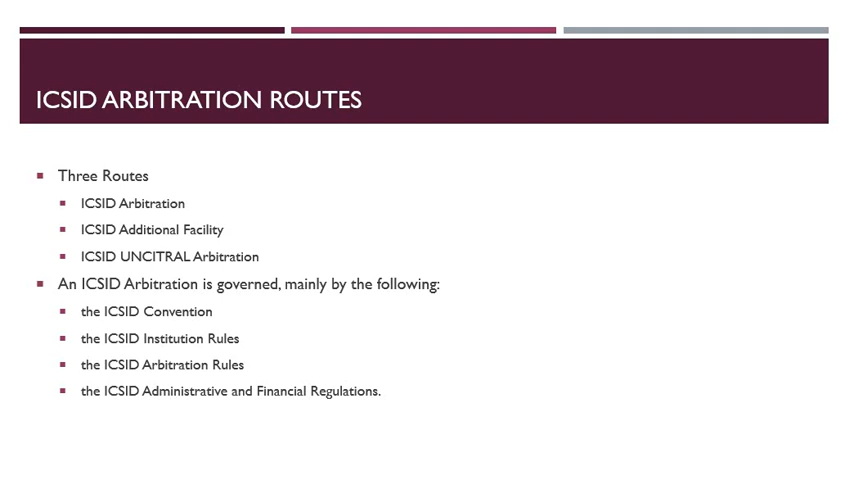 ICSID ARBITRATION ROUTES
Three Routes
ICSID Arbitration
ICSID Additional Facility
ICSID UNCITRAL Arbitration
An ICSID Arbitration is governed, mainly by the following:
the ICSID Convention
the ICSID Institution Rules
the ICSID Arbitration Rules
the ICSID Administrative and Financial Regulations.